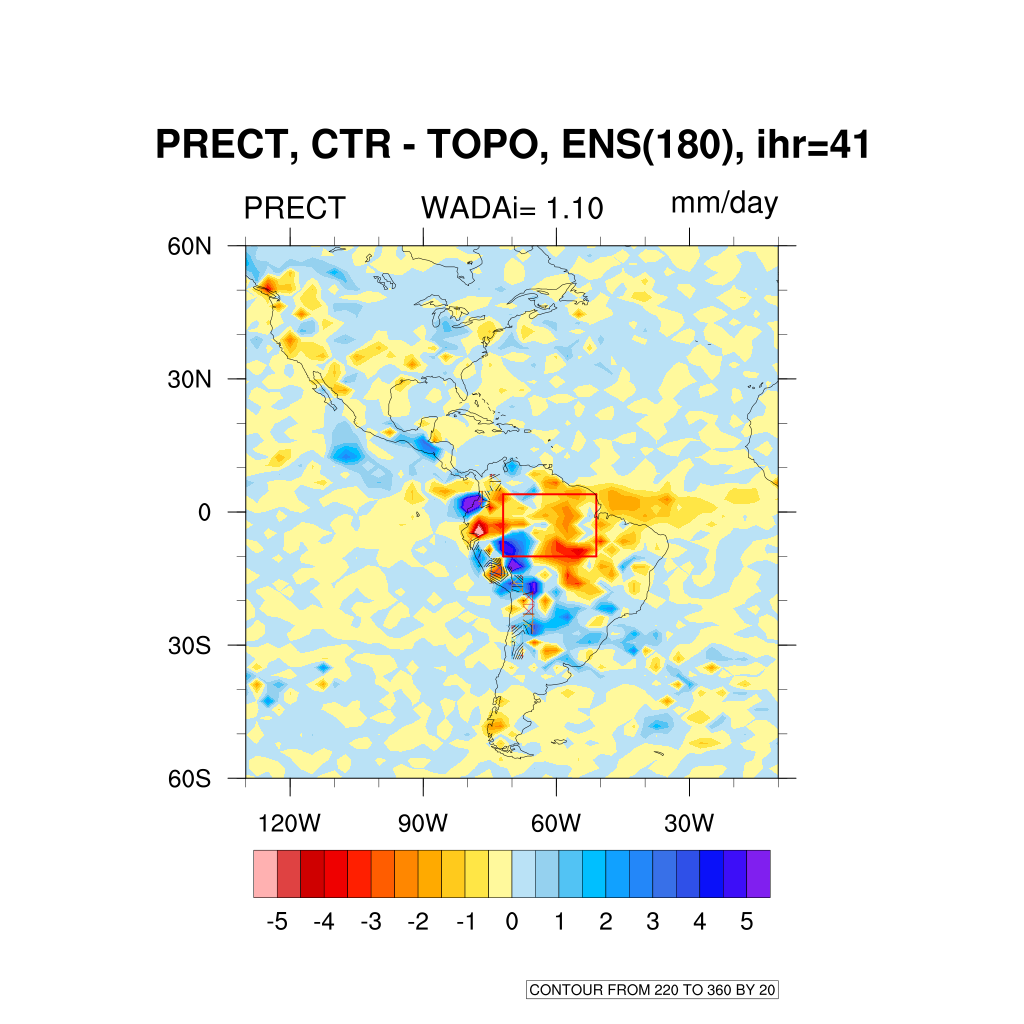 PRECT, CTR - TOPO, ENS(180), ihr=41
PRECT WADAi= 1.10 mm/day
60N
30N
0
30S
60S
120W 90W 60W 30W
-5 -4 -3 -2 -1 0 1 2 3 4 5
CONTOUR FROM 220 TO 360 BY 20